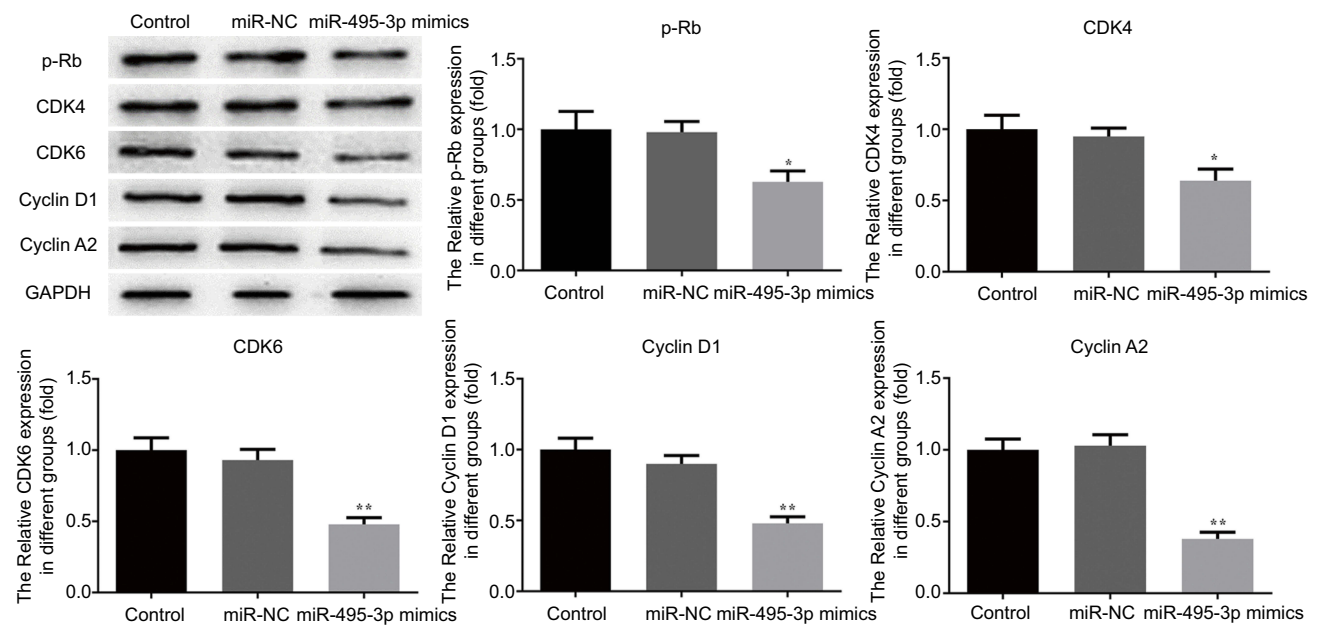 Control miR-NC miR-495-3p mimics
p-Rb
CDK4
CDK6
Cyclin D1
Cyclin A2
GAPDH
p-Rb
The Relative p-Rb expression
in different groups (fold)
1.5
1.0
0.5
0.0
*
Control miR-NC miR-495-3p mimics
CDK4
The Relative CDK4 expression
in different groups (fold)
1.5
1.0
0.5
0.0
*
Control miR-NC miR-495-3p mimics
CDK6
The Relative CDK6 expression
in different groups (fold)
1.5
1.0
0.5
0.0
**
Control miR-NC miR-495-3p mimics
Cyclin D1
The Relative Cyclin D1 expression
in different groups (fold)
1.5
1.0
0.5
0.0
**
Control miR-NC miR-495-3p mimics
Cyclin A2
The Relative Cyclin A2 expression
in different groups (fold)
1.5
1.0
0.5
0.0
**
Control miR-NC miR-495-3p mimics